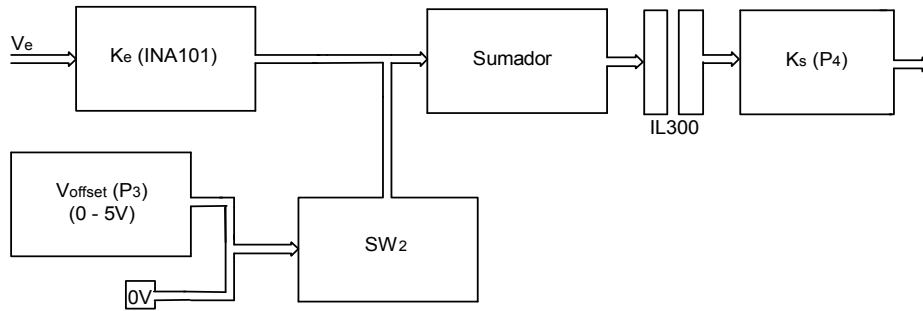 Ve
Ke (INA101)
Sumador
Ks (P4)
IL300
Voffset (P3)
(0 - 5V)
SW2
0V